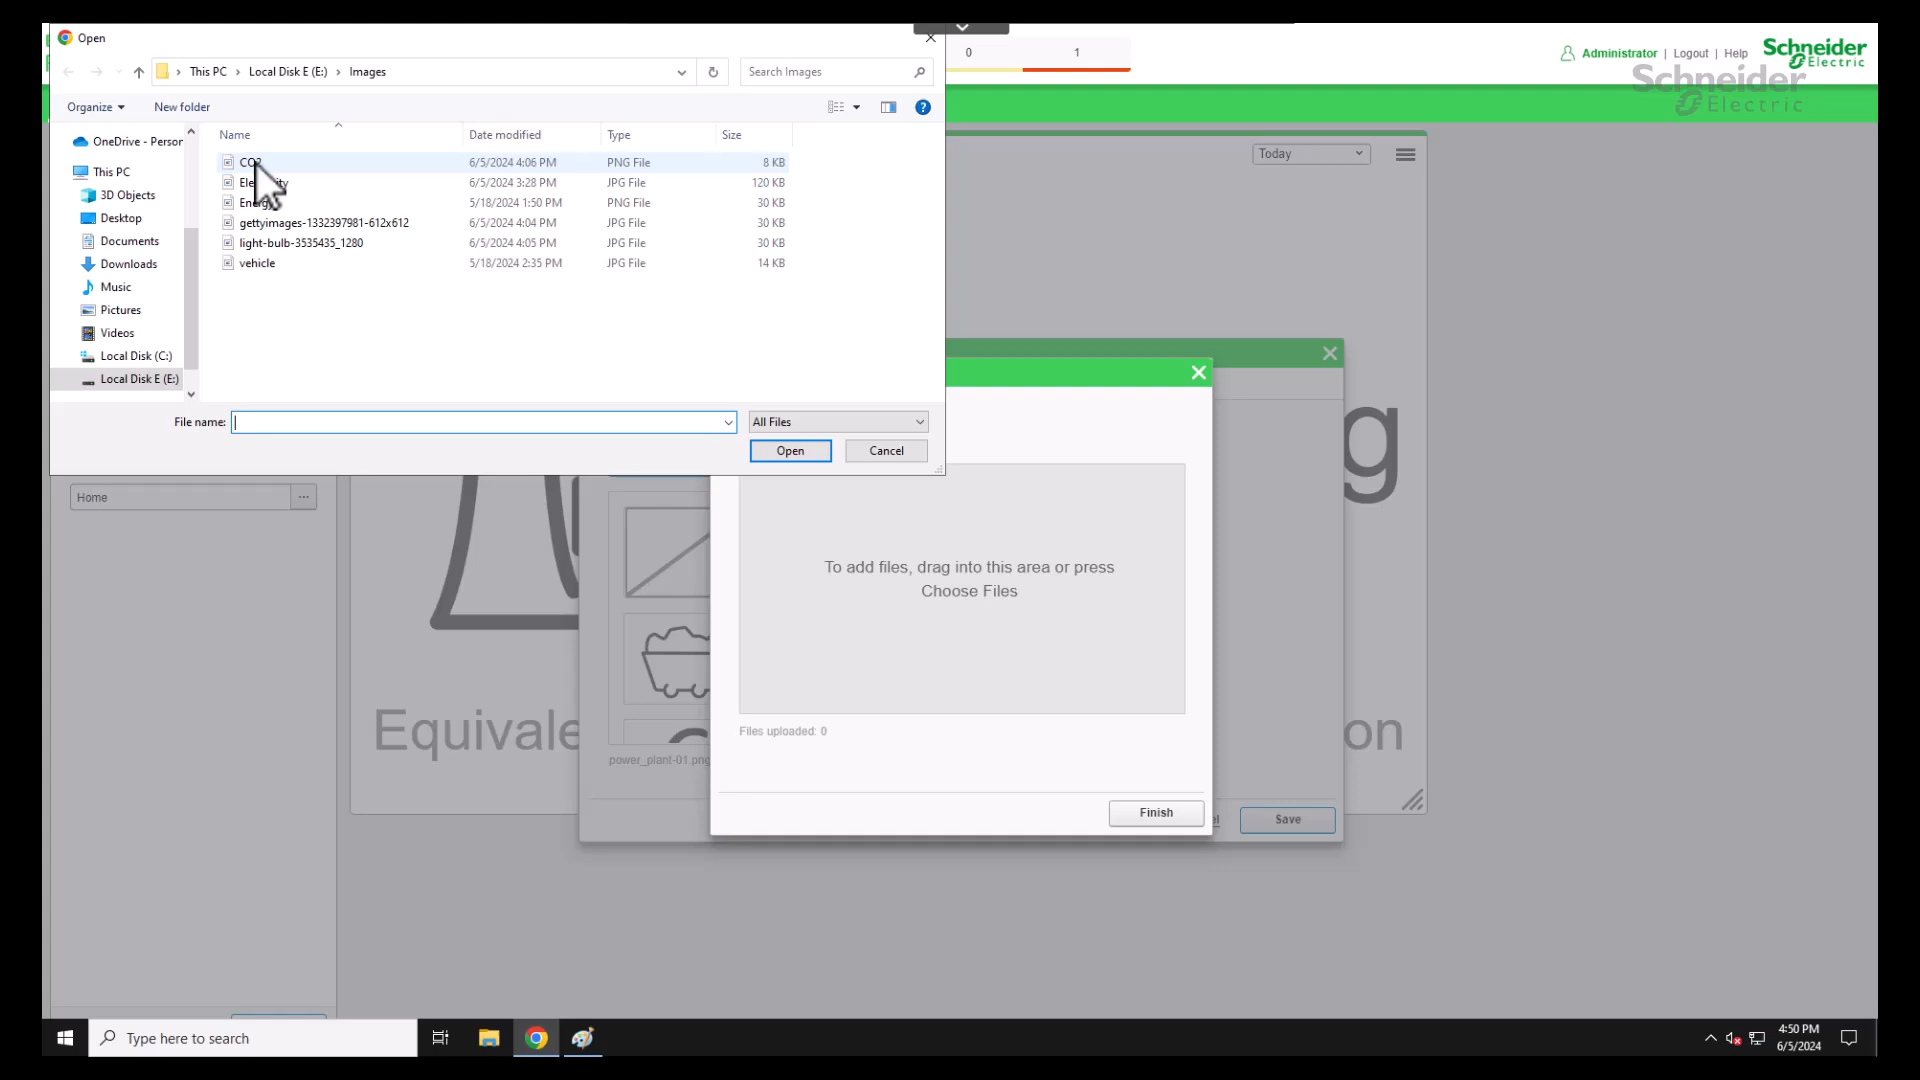 Open
0
1
Administrator | Logout | Help
Schneider Electric
Schneider Electric
This PC › Local Disk E (E:) › Images
Search Images
Organize
New folder
OneDrive - Person
This PC
3D Objects
Desktop
Documents
Downloads
Music
Pictures
Videos
Local Disk (C:)
Local Disk E (E:)
Name Date modified Type Size
CO2 6/5/2024 4:06 PM PNG File 8 KB
6/5/2024 3:28 PM JPG File 120 KB
5/18/2024 1:50 PM PNG File 30 KB
gettyimages-1332397981-612x612 6/5/2024 4:04 PM JPG File 30 KB
light-bulb-3535435_1280 6/5/2024 4:05 PM JPG File 30 KB
vehicle 5/18/2024 2:35 PM JPG File 14 KB
File name:
All Files
Open
Cancel
Today
Home
...
g
To add files, drag into this area or press
Choose Files
Files uploaded: 0
Equivale
on
power_plant-01.png
Finish
Save
Type here to search
4:50 PM
6/5/2024